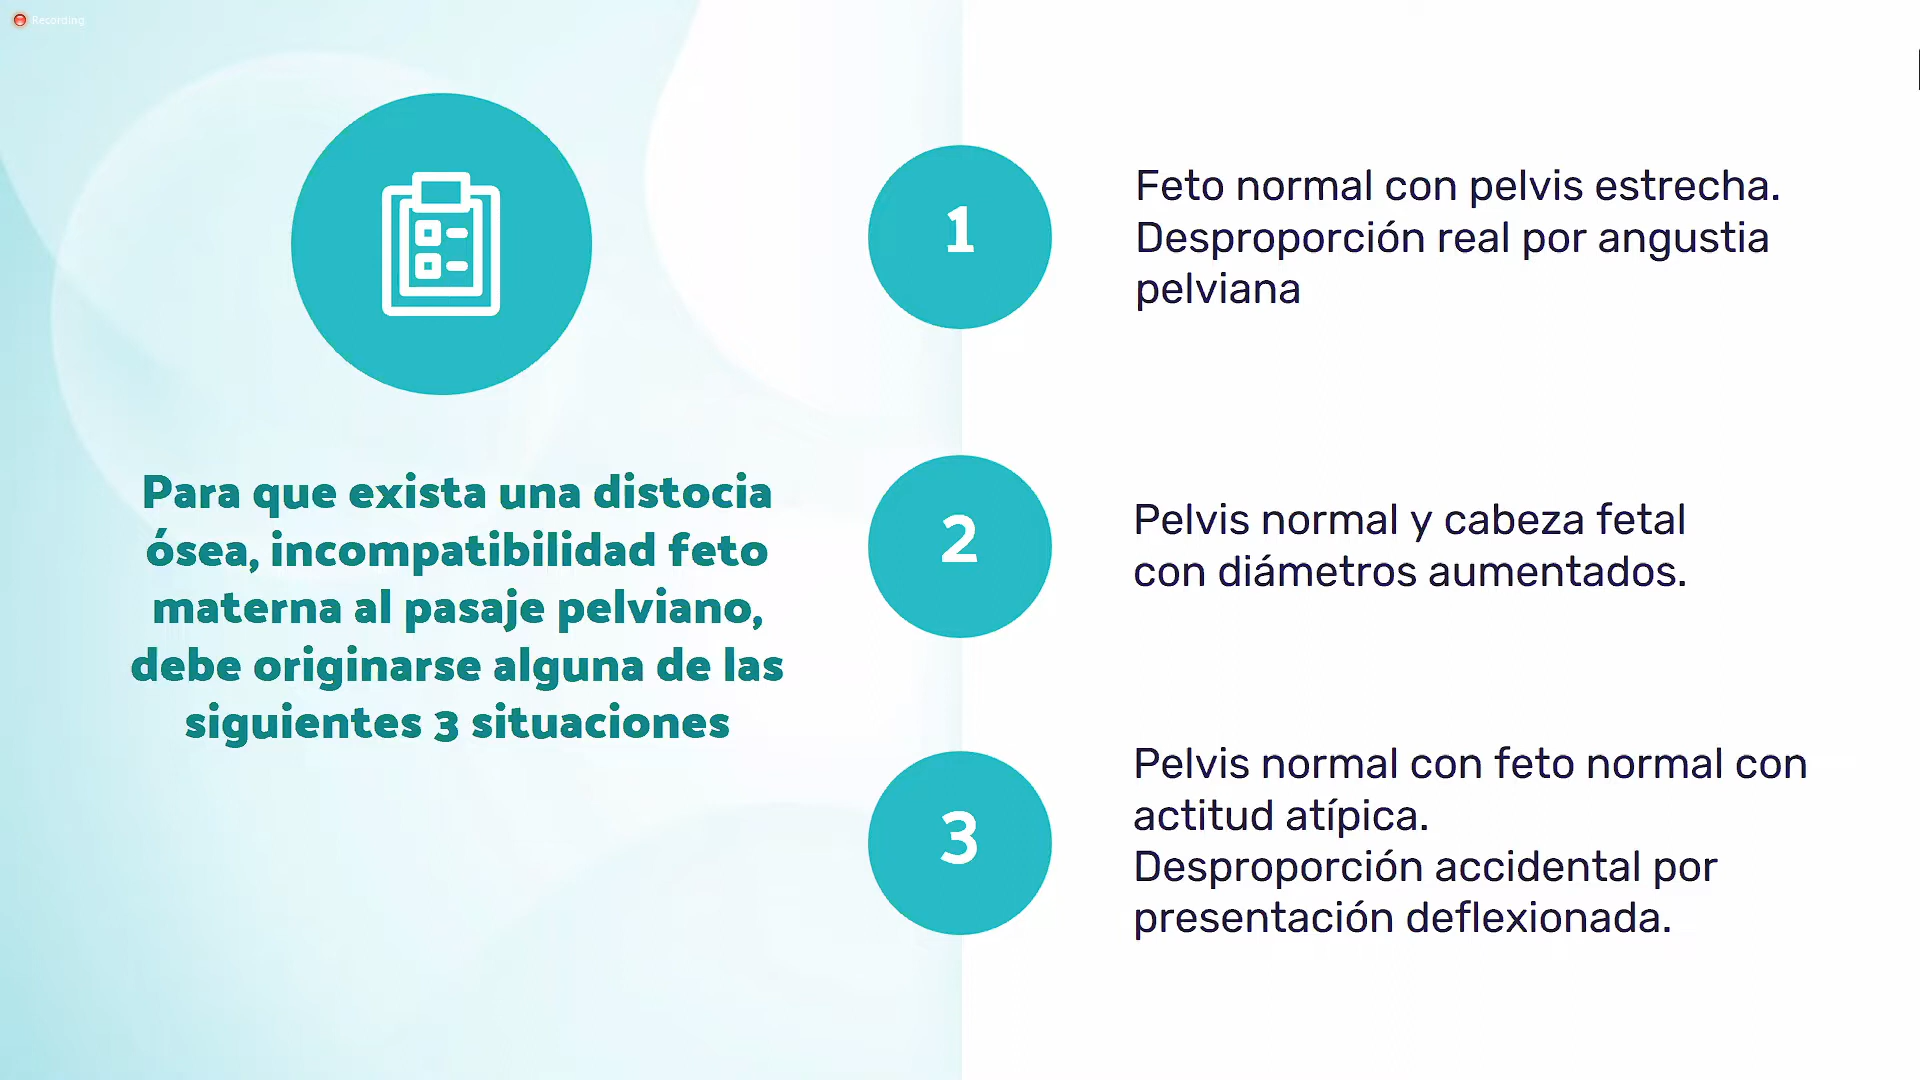 Recording
Para que exista una distocia
ósea, incompatibilidad feto
materna al pasaje pelviano,
debe originarse alguna de las
siguientes 3 situaciones
1
Feto normal con pelvis estrecha.
Desproporción real por angustia
pelviana
2
Pelvis normal y cabeza fetal
con diámetros aumentados.
3
Pelvis normal con feto normal con
actitud atípica.
Desproporción accidental por
presentación deflexionada.